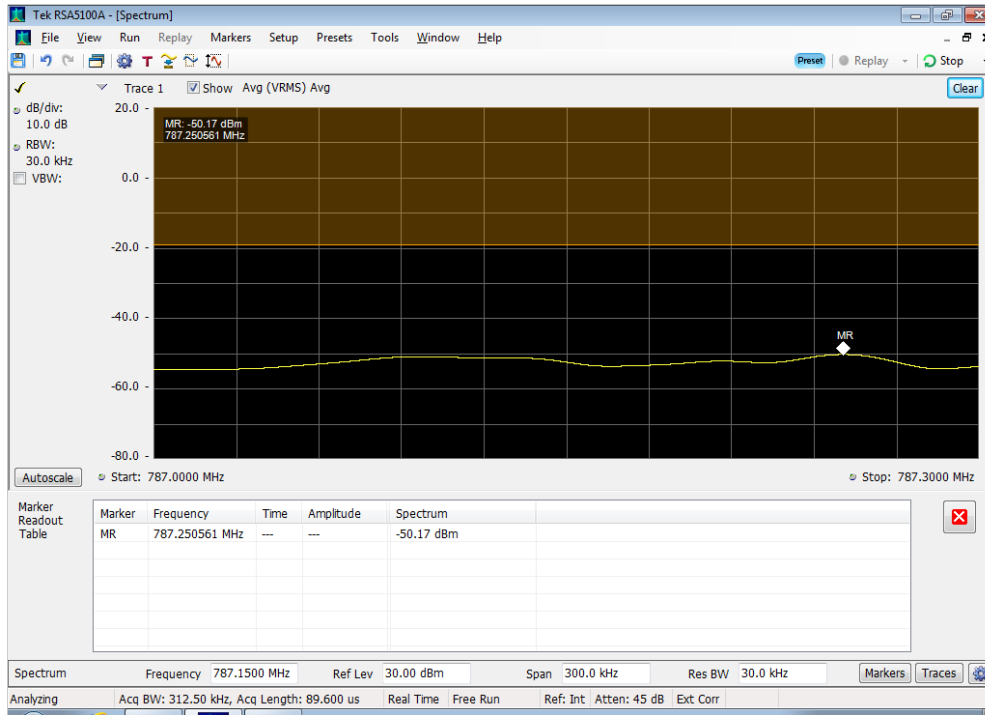 Tek RSA5100A - [Spectrum]
File View Run Replay Markers Setup Presets Tools Window Help
T
Preset Replay Stop
Trace 1 Show Avg (VRMS) Avg Clear
dB/div:
10.0 dB
RBW:
30.0 kHz
VBW:
20.0
0.0
-20.0
-40.0
-60.0
-80.0
MR: -50.17 dBm
787.250561 MHz
MR
Autoscale Start: 787.0000 MHz Stop: 787.3000 MHz
Marker
Readout
Table
Marker Frequency Time Amplitude Spectrum
MR 787.250561 MHz --- --- -50.17 dBm
Spectrum Frequency 787.1500 MHz Ref Lev 30.00 dBm Span 300.0 kHz Res BW 30.0 kHz Markers Traces
Analyzing Acq BW: 312.50 kHz, Acq Length: 89.600 us Real Time Free Run Ref: Int Atten: 45 dB Ext Corr